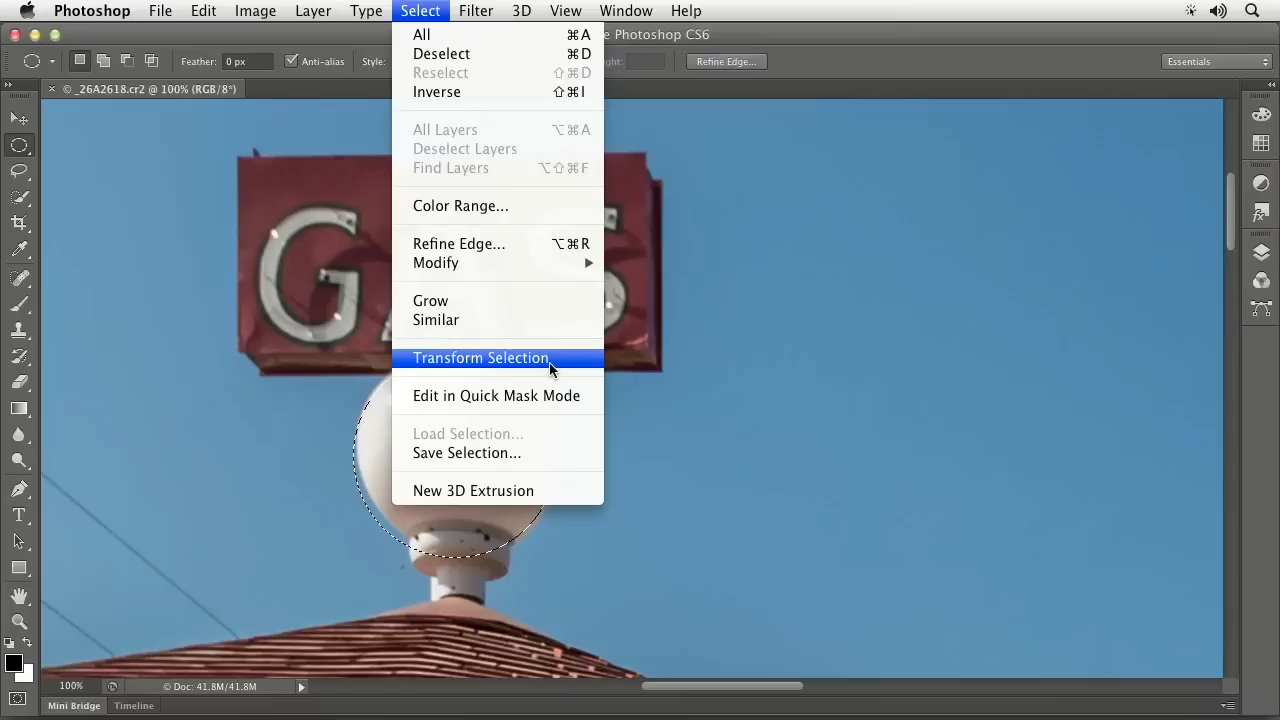 Photoshop File Edit Image Layer Type Select Filter 3D View Window Help
e Photoshop CS6
Feather: 0 px Anti-alias Style: ght: Refine Edge... Essentials
× © _26A2618.cr2 @ 100% (RGB/8*)
All ⌘A
Deselect ⌘D
Reselect ⇧⌘D
Inverse ⇧⌘I
All Layers ⌥⌘A
Deselect Layers
Find Layers ⌥⇧⌘F
Color Range...
Refine Edge... ⌥⌘R
Modify
Grow
Similar
Transform Selection
Edit in Quick Mask Mode
Load Selection...
Save Selection...
New 3D Extrusion
G S
T
100% © Doc: 41.8M/41.8M
Mini Bridge Timeline